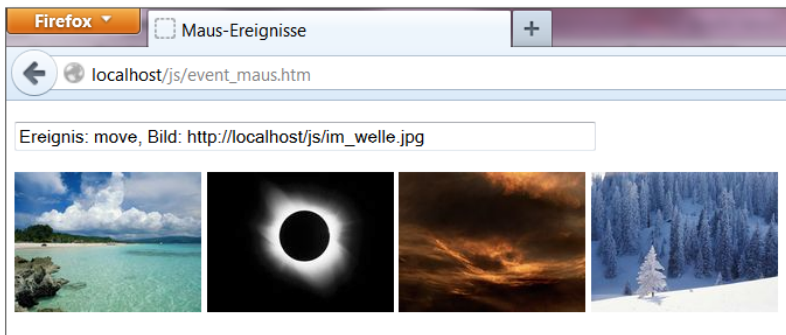 Firefox
Maus-Ereignisse
localhost/js/event_maus.htm
Ereignis: move, Bild: http://localhost/js/im_welle.jpg